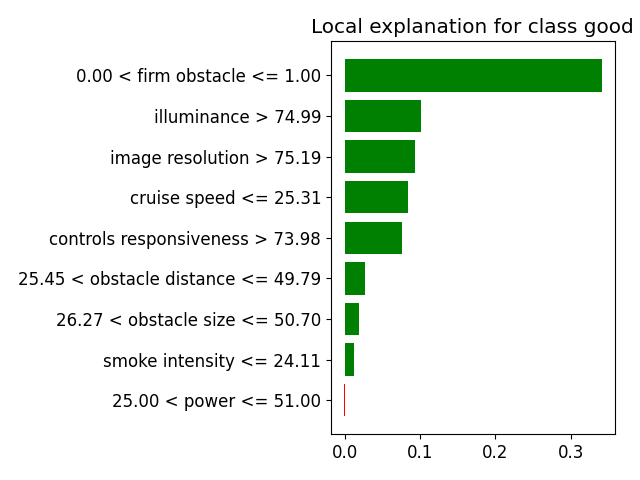 Local explanation for class good
0.00 < firm obstacle <= 1.00
illuminance > 74.99
image resolution > 75.19
cruise speed <= 25.31
controls responsiveness > 73.98
25.45 < obstacle distance <= 49.79
26.27 < obstacle size <= 50.70
smoke intensity <= 24.11
25.00 < power <= 51.00
0.0 0.1 0.2 0.3